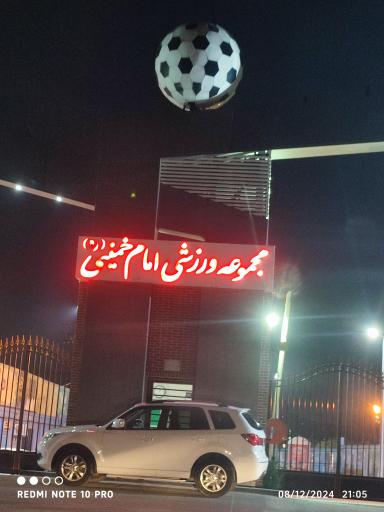 مجموعه ورزشی امام خمینی (ره)
REDMI NOTE 10 PRO
08/12/2024 21:05